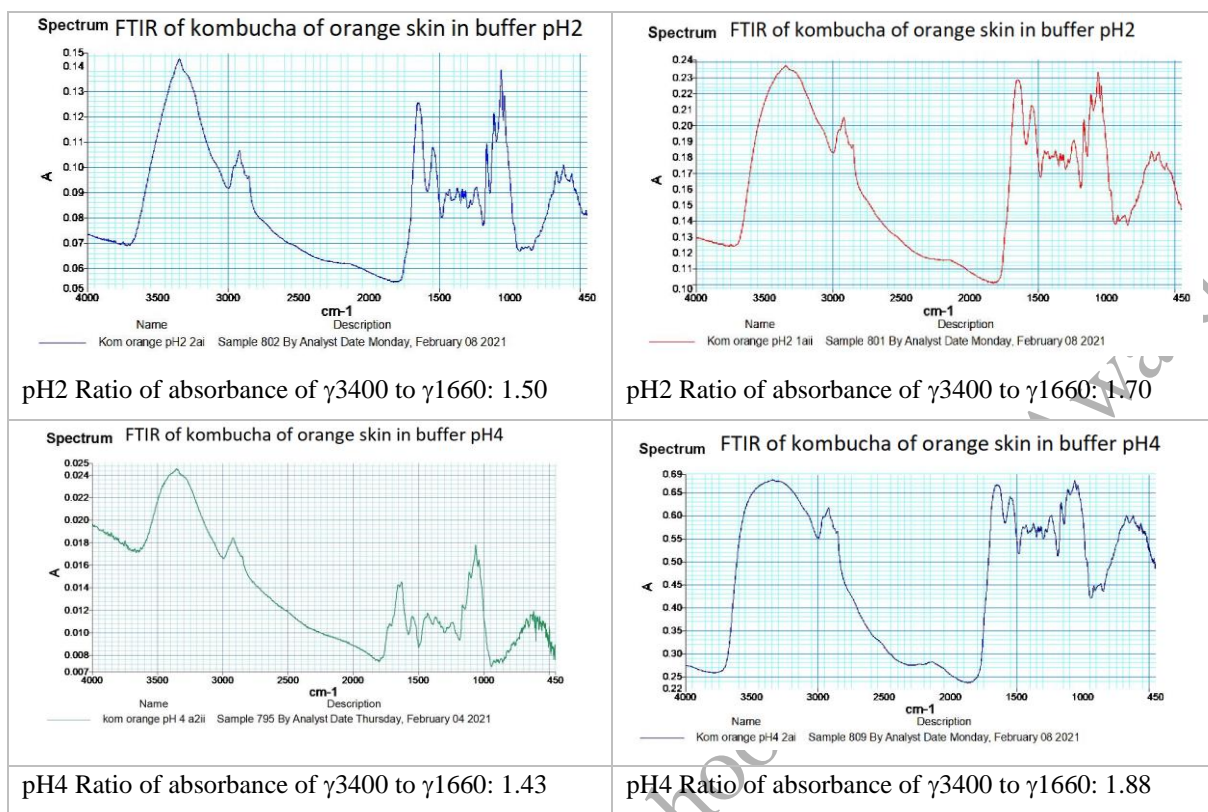 Spectrum FTIR of kombucha of orange skin in buffer pH2
0.15
0.14
0.13
0.12
0.11
0.10
0.09
0.08
0.07
0.06
0.05
A
4000 3500 3000 2500 2000 1500 1000 450
cm-1
Name Description
Kom orange pH2 2ai Sample 802 By Analyst Date Monday, February 08 2021
pH2 Ratio of absorbance of γ3400 to γ1660: 1.50
Spectrum FTIR of kombucha of orange skin in buffer pH2
0.24
0.23
0.22
0.21
0.20
0.19
0.18
0.17
0.16
0.15
0.14
0.13
0.12
0.11
0.10
A
4000 3500 3000 2500 2000 1500 1000 450
cm-1
Name Description
Kom orange pH2 1aii Sample 801 By Analyst Date Monday, February 08 2021
pH2 Ratio of absorbance of γ3400 to γ1660: 1.70
Spectrum FTIR of kombucha of orange skin in buffer pH4
0.025
0.024
0.022
0.020
0.018
0.016
0.014
0.012
0.010
0.008
0.007
A
4000 3500 3000 2500 2000 1500 1000 450
cm-1
Name Description
kom orange pH 4 a2ii Sample 795 By Analyst Date Thursday, February 04 2021
pH4 Ratio of absorbance of γ3400 to γ1660: 1.43
Spectrum FTIR of kombucha of orange skin in buffer pH4
0.69
0.65
0.60
0.55
0.50
0.45
0.40
0.35
0.30
0.25
0.22
A
4000 3500 3000 2500 2000 1500 1000 450
cm-1
Name Description
Kom orange pH4 2ai Sample 809 By Analyst Date Monday, February 08 2021
pH4 Ratio of absorbance of γ3400 to γ1660: 1.88